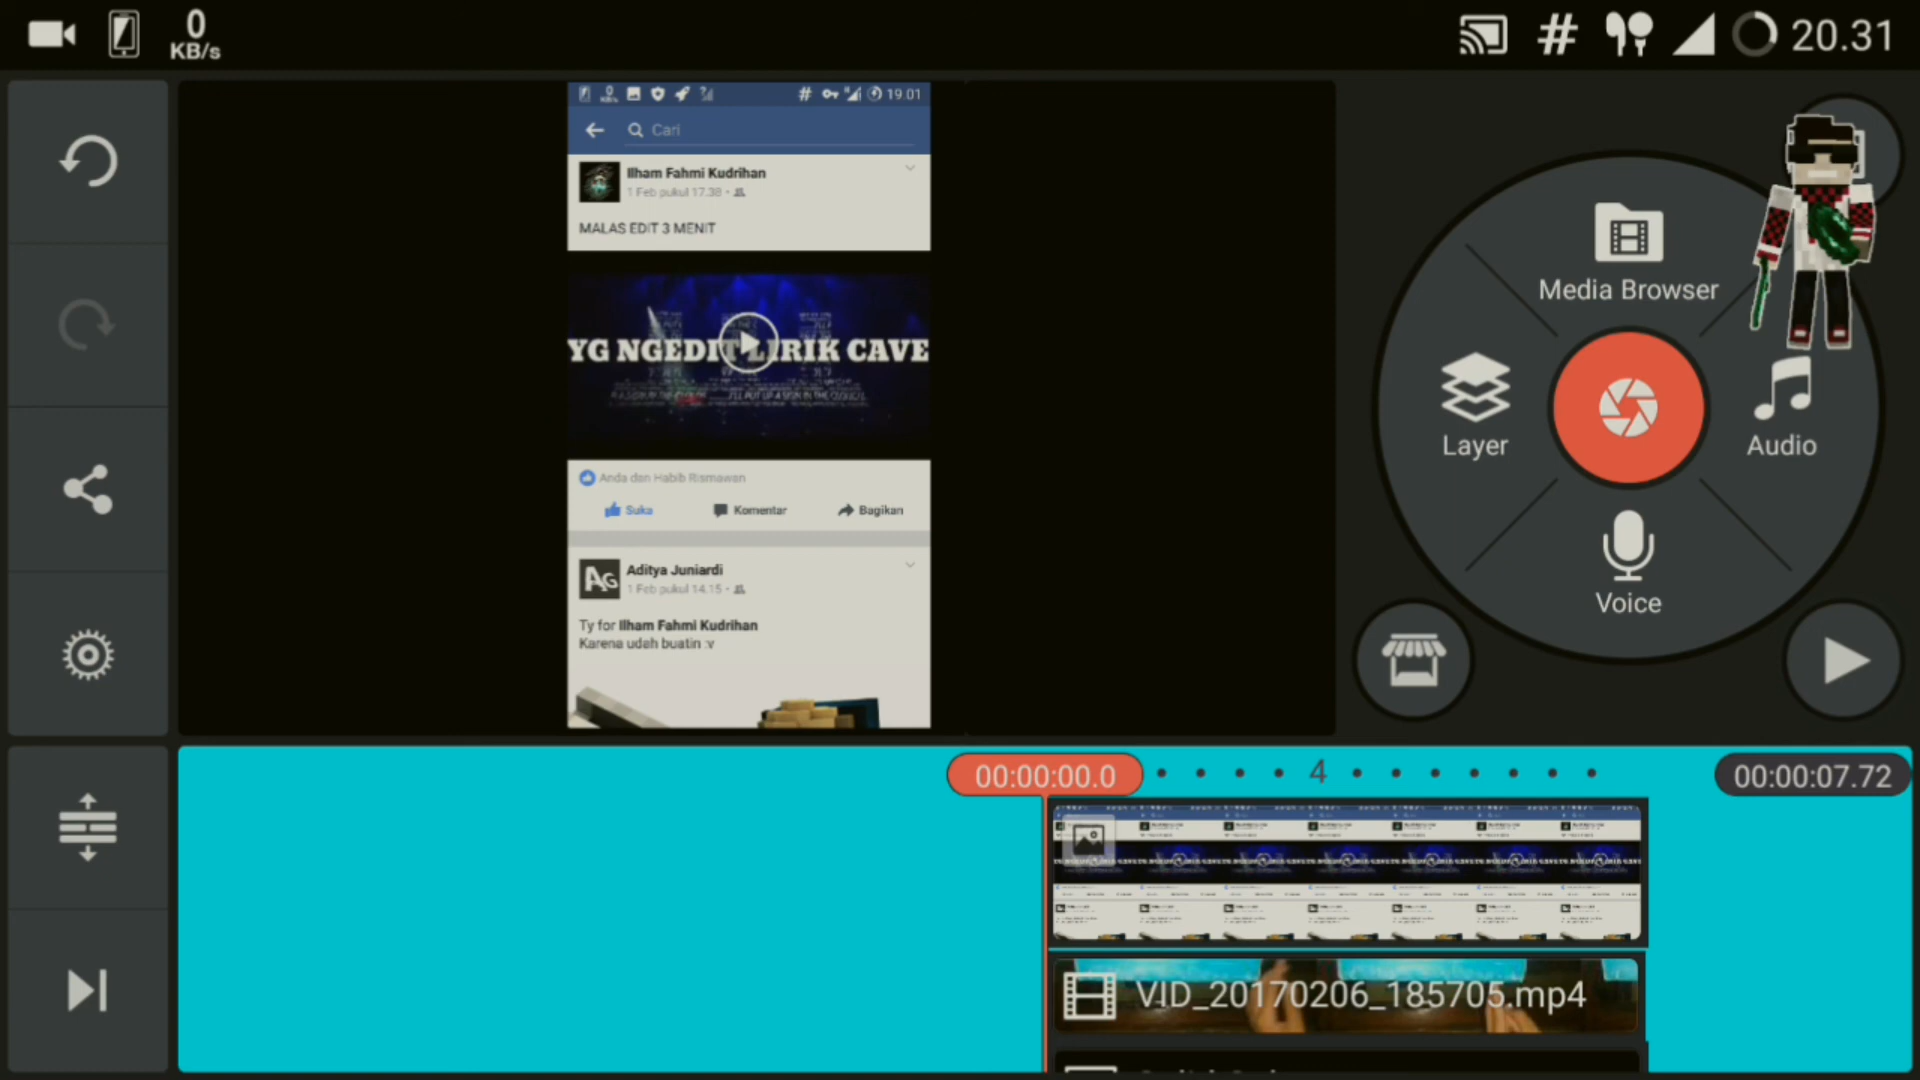 0
KB/s
20.31
19.01
Cari
Ilham Fahmi Kudrihan
1 Feb pukul 17.38
MALAS EDIT 3 MENIT
YG NGEDIT LIRIK CAVE
Anda dan Habib Rismawan
Suka
Komentar
Bagikan
AG
Aditya Juniardi
1 Feb pukul 14.15
Ty for Ilham Fahmi Kudrihan
Karena udah buatin :v
Media Browser
Layer
Audio
Voice
00:00:00.0
4
00:00:07.72
VID_20170206_185705.mp4